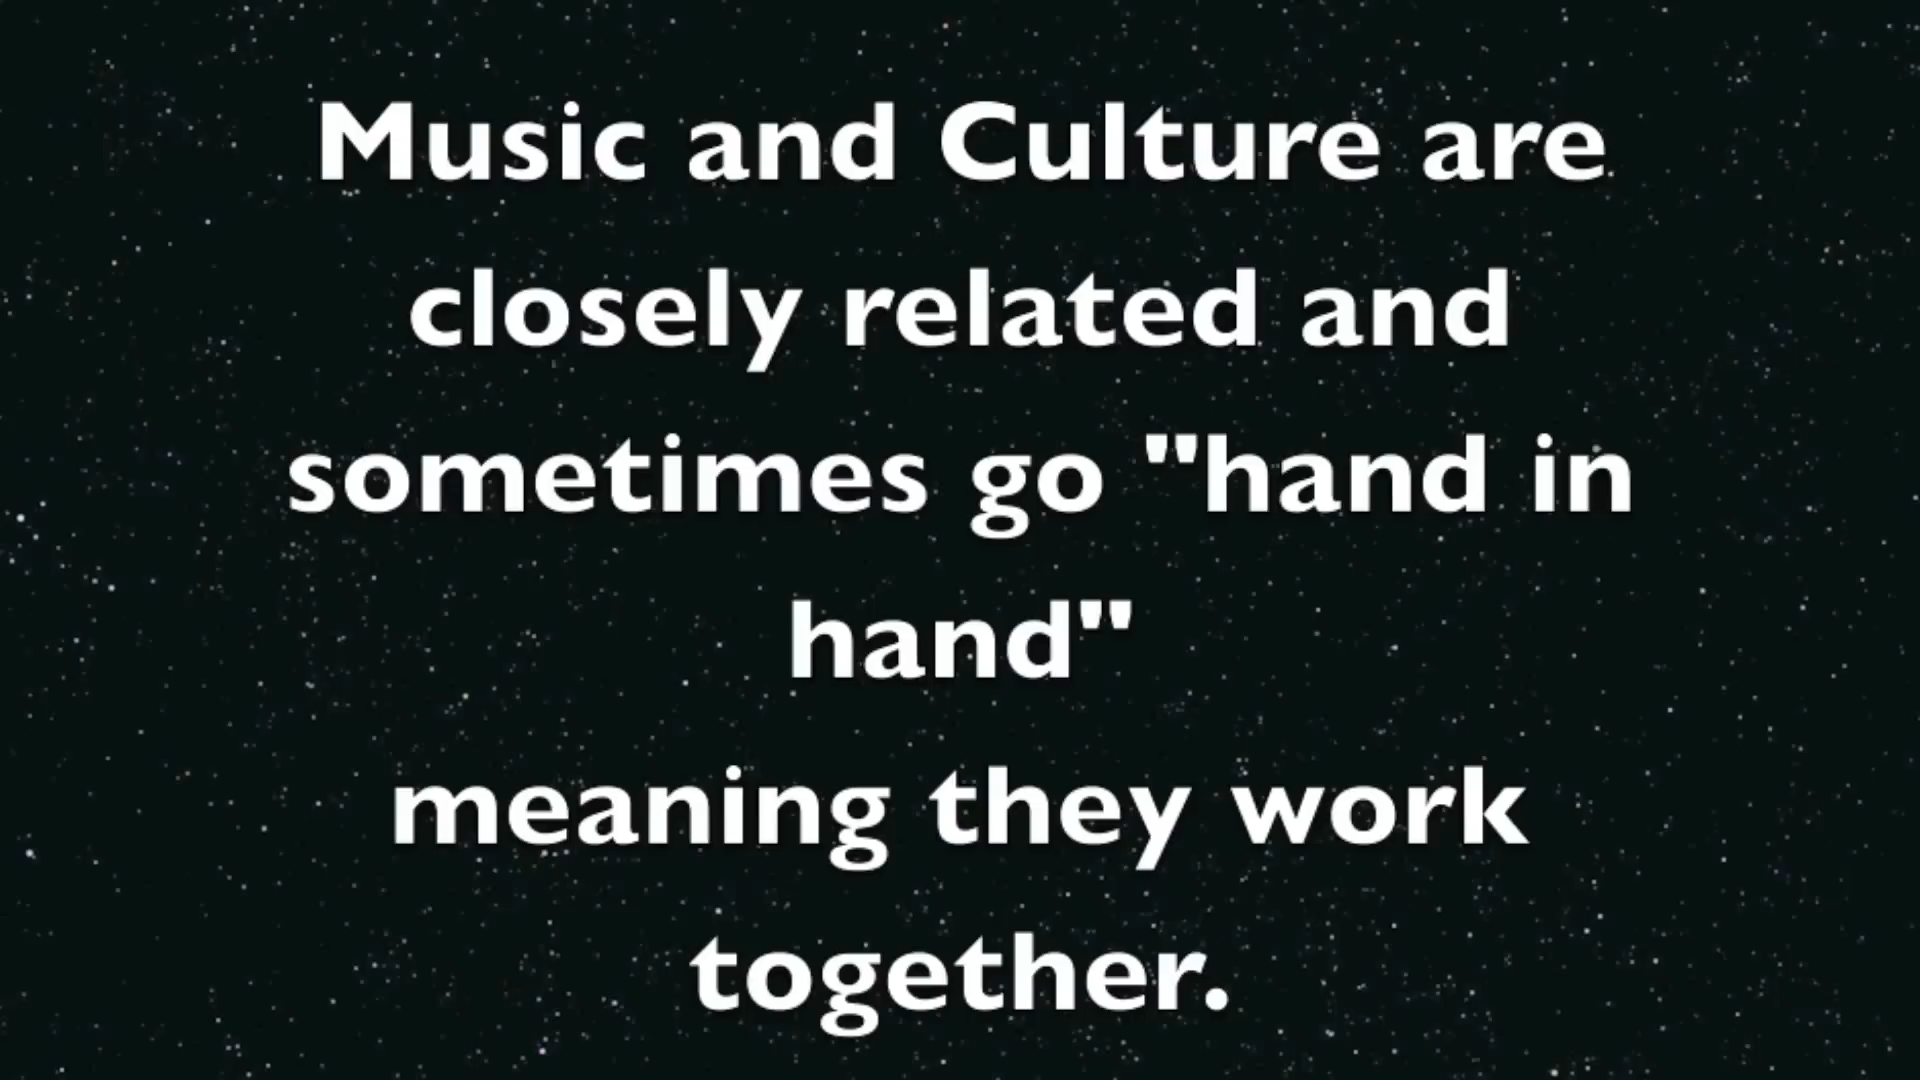 Music and Culture are
closely related and
sometimes go "hand in
hand"
meaning they work
together.